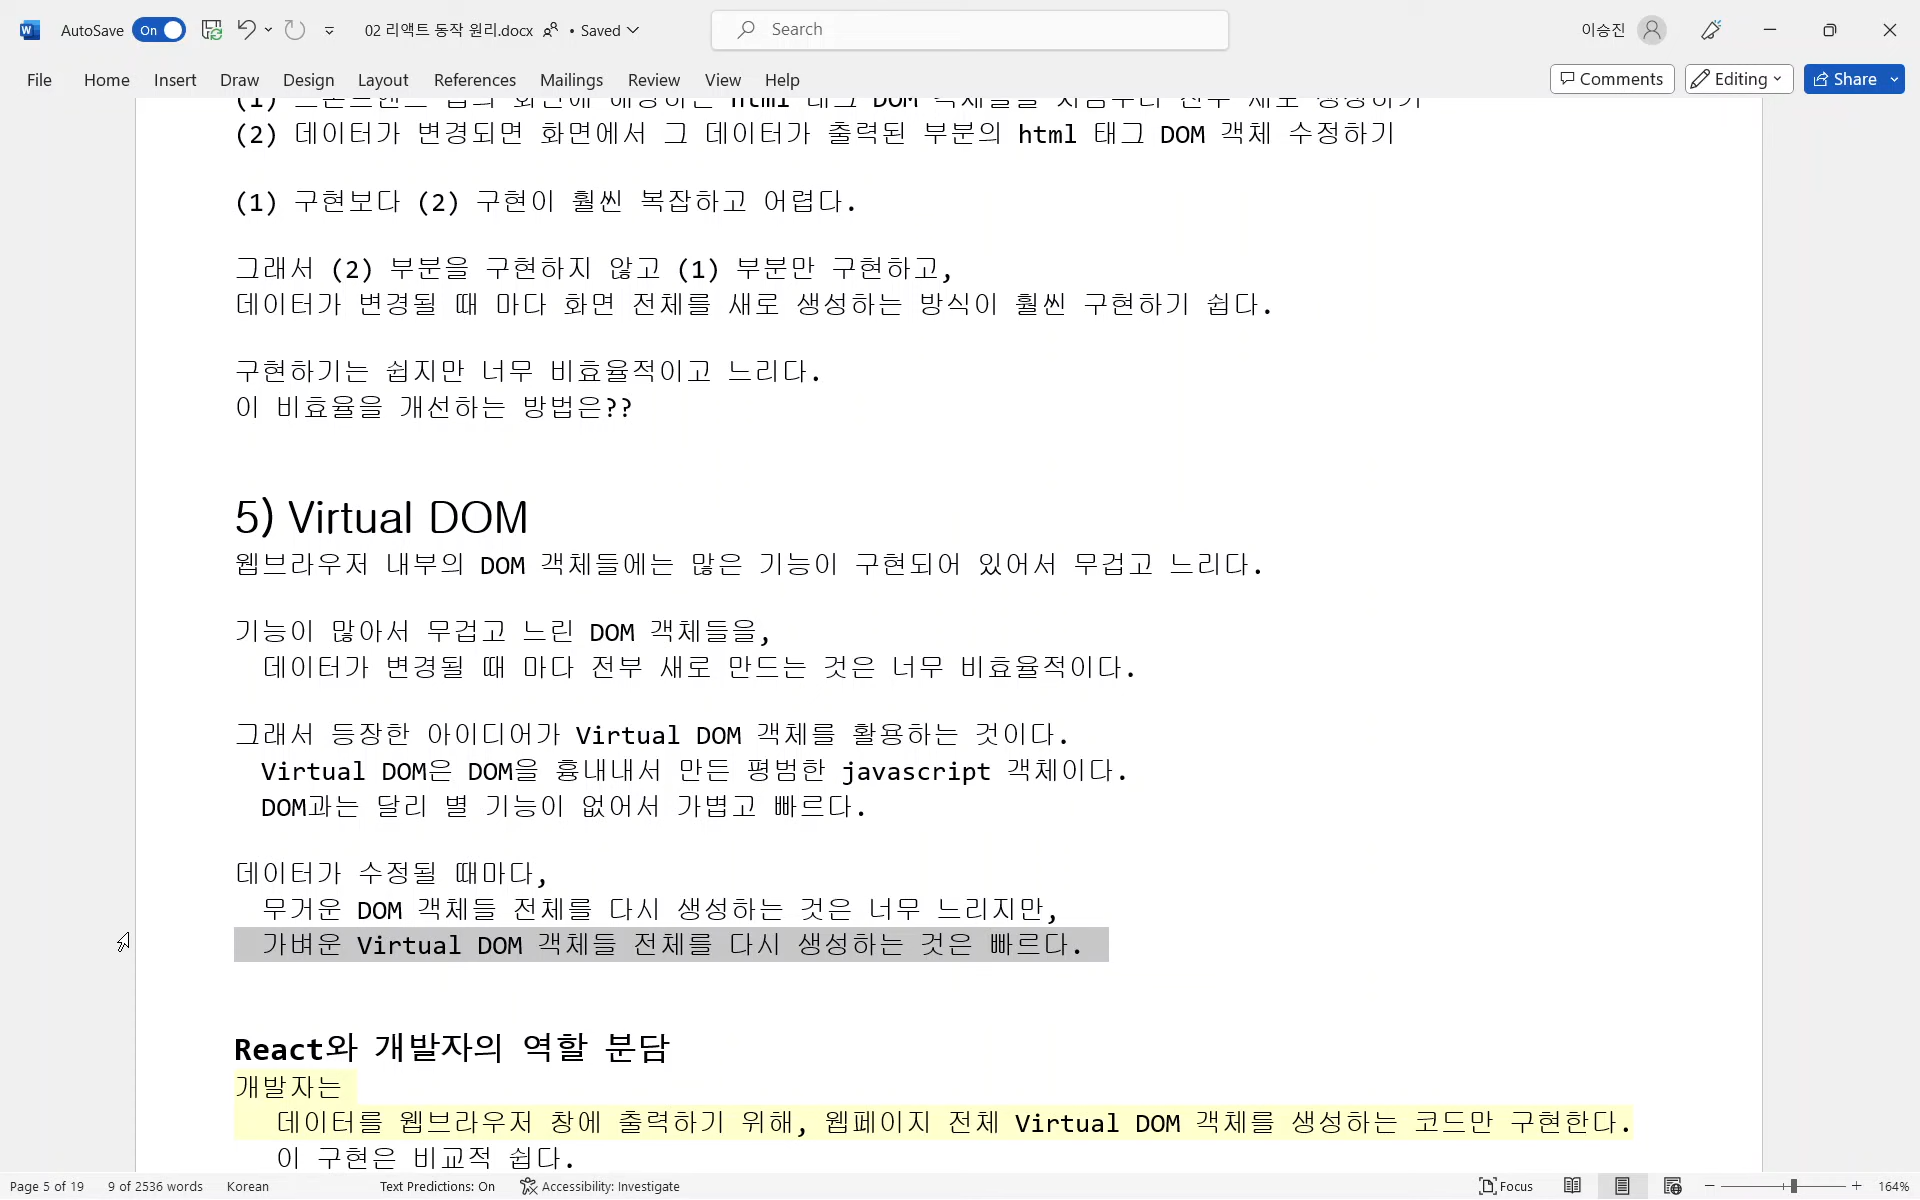 AutoSave On 02 리액트 동작 원리.docx • Saved Search 이승진
File Home Insert Draw Design Layout References Mailings Review View Help Comments Editing Share
(2) 데이터가 변경되면 화면에서 그 데이터가 출력된 부분의 html 태그 DOM 객체 수정하기
(1) 구현보다 (2) 구현이 훨씬 복잡하고 어렵다.
그래서 (2) 부분을 구현하지 않고 (1) 부분만 구현하고,
데이터가 변경될 때 마다 화면 전체를 새로 생성하는 방식이 훨씬 구현하기 쉽다.
구현하기는 쉽지만 너무 비효율적이고 느리다.
이 비효율을 개선하는 방법은??
5) Virtual DOM
웹브라우저 내부의 DOM 객체들에는 많은 기능이 구현되어 있어서 무겁고 느리다.
기능이 많아서 무겁고 느린 DOM 객체들을,
데이터가 변경될 때 마다 전부 새로 만드는 것은 너무 비효율적이다.
그래서 등장한 아이디어가 Virtual DOM 객체를 활용하는 것이다.
Virtual DOM은 DOM을 흉내내서 만든 평범한 javascript 객체이다.
DOM과는 달리 별 기능이 없어서 가볍고 빠르다.
데이터가 수정될 때마다,
무거운 DOM 객체들 전체를 다시 생성하는 것은 너무 느리지만,
가벼운 Virtual DOM 객체들 전체를 다시 생성하는 것은 빠르다.
React와 개발자의 역할 분담
개발자는
데이터를 웹브라우저 창에 출력하기 위해, 웹페이지 전체 Virtual DOM 객체를 생성하는 코드만 구현한다.
이 구현은 비교적 쉽다.
Page 5 of 19 9 of 2536 words Korean Text Predictions: On Accessibility: Investigate Focus 164%